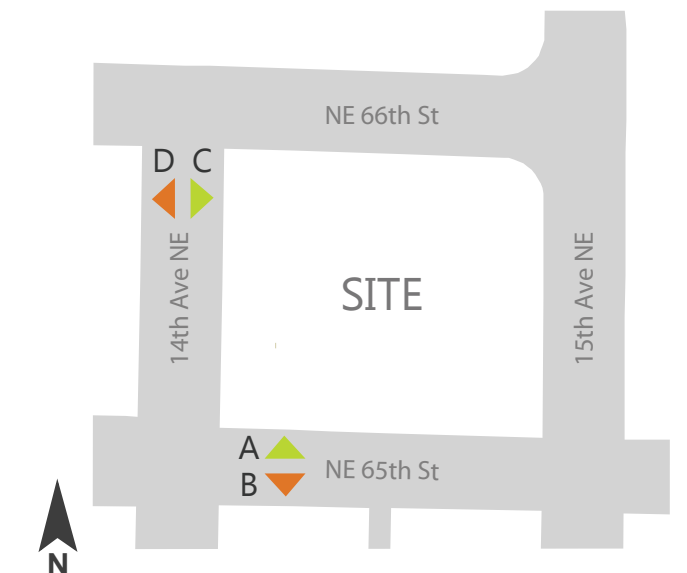 NE 66th St
D C
14th Ave NE
SITE
15th Ave NE
A
NE 65th St
B
N